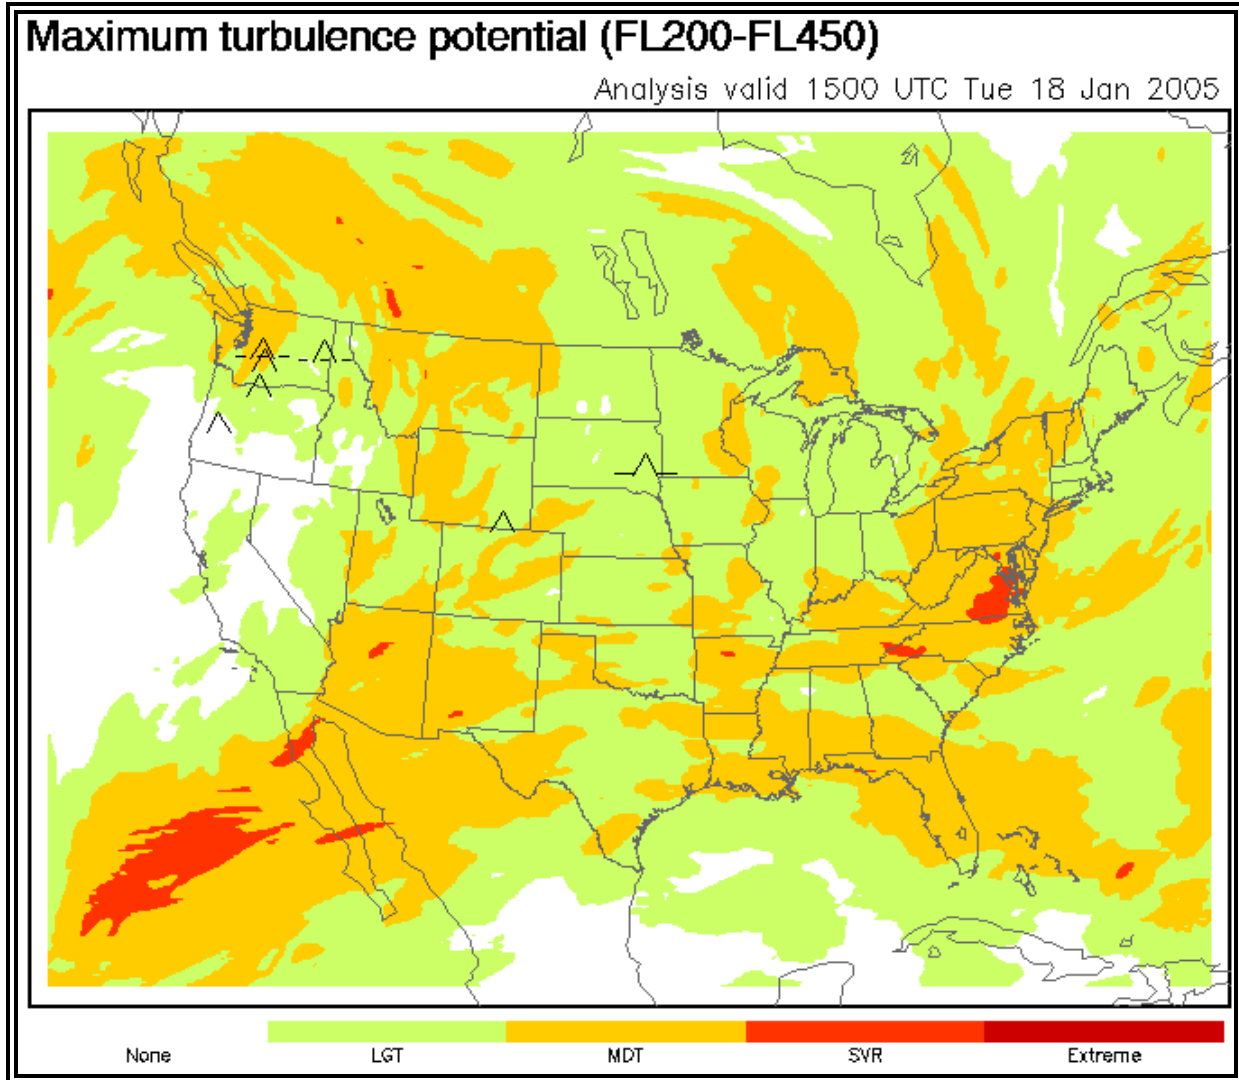 Maximum turbulence potential (FL200-FL450)
Analysis valid 1500 UTC Tue 18 Jan 2005
None LGT MDT SVR Extreme